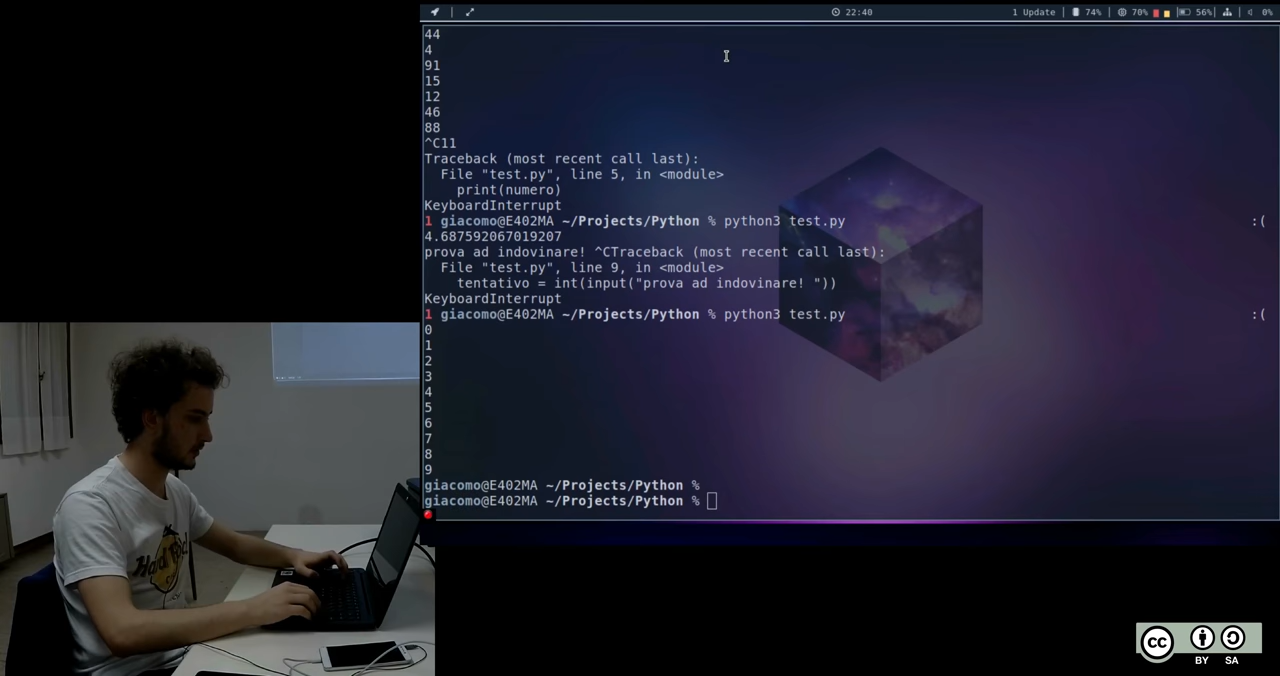 22:40
1 Update | 74% | 70% | 56% | 0%
44
4
91
15
12
46
88
^C11
Traceback (most recent call last):
File "test.py", line 5, in <module>
print(numero)
KeyboardInterrupt
1 giacomo@E402MA ~/Projects/Python % python3 test.py :(
4.687592067019207
prova ad indovinare! ^CTraceback (most recent call last):
File "test.py", line 9, in <module>
tentativo = int(input("prova ad indovinare! "))
KeyboardInterrupt
1 giacomo@E402MA ~/Projects/Python % python3 test.py :(
0
1
2
3
4
5
6
7
8
9
giacomo@E402MA ~/Projects/Python %
giacomo@E402MA ~/Projects/Python %
Hard
cc
BY SA